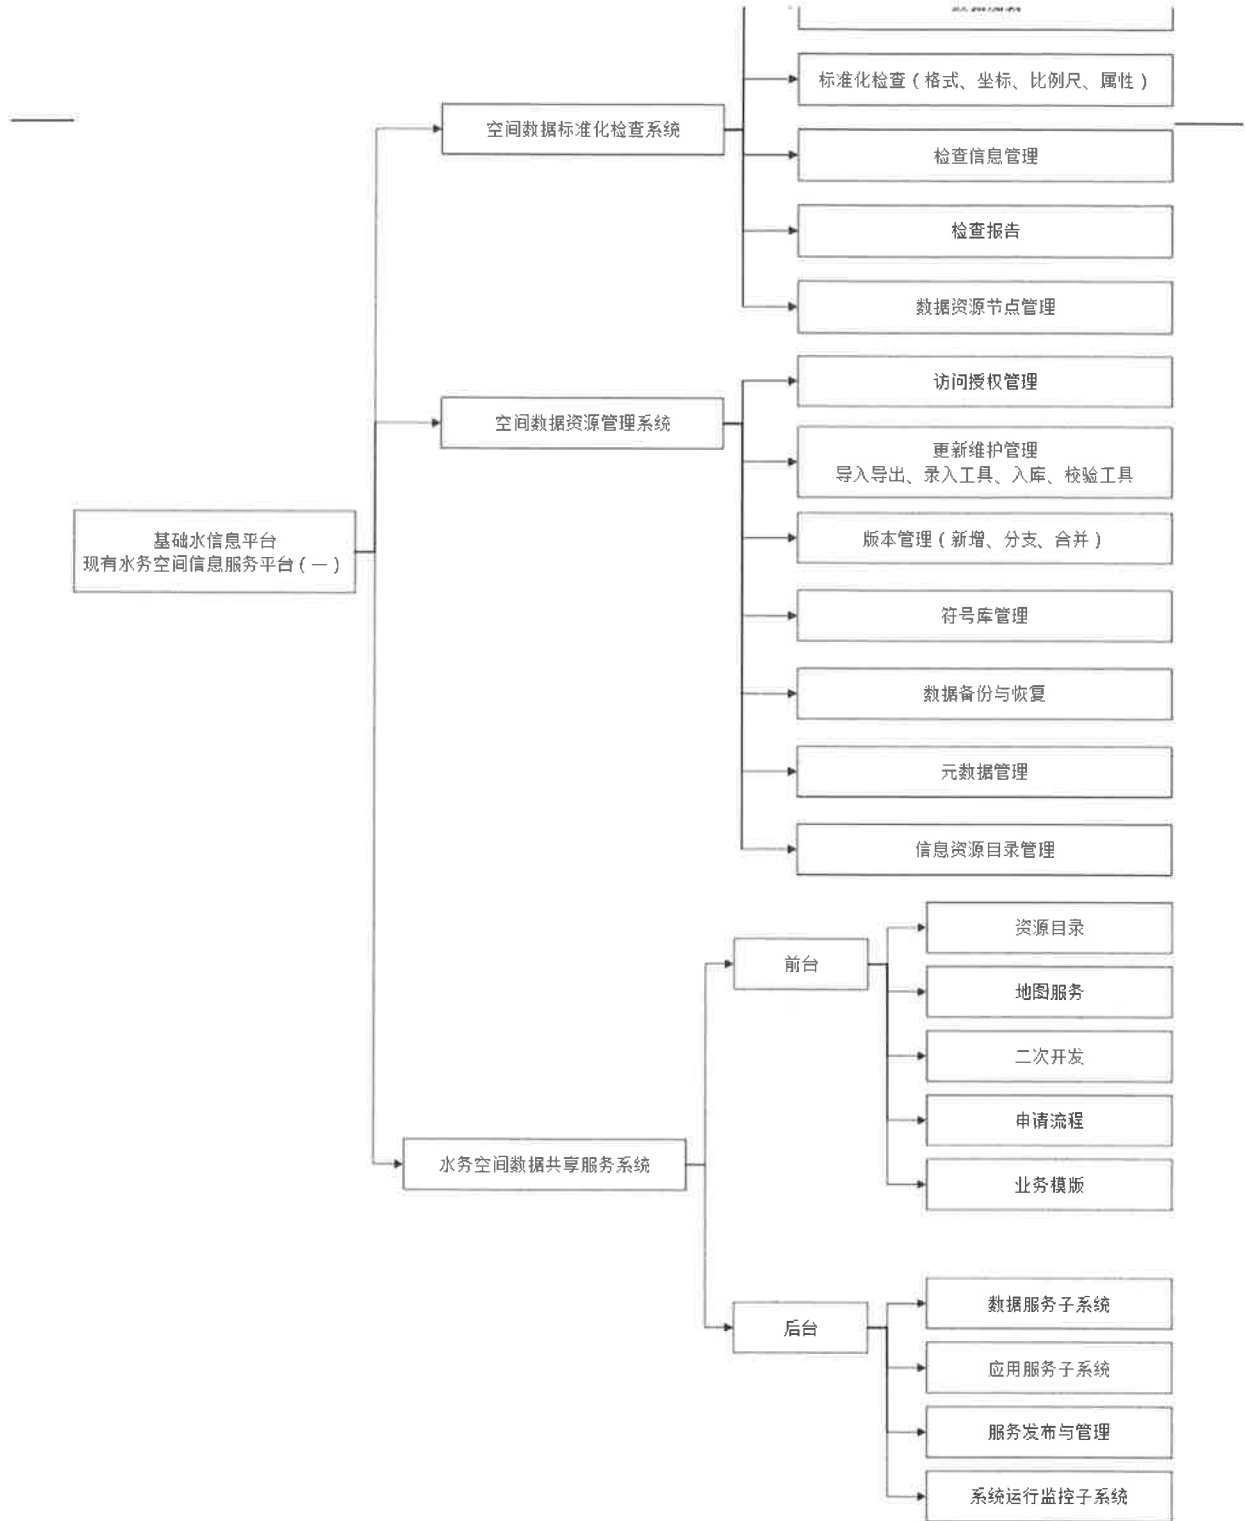 标准化检查（格式、坐标、比例尺、属性）
空间数据标准化检查系统
检查信息管理
检查报告
数据资源节点管理
访问授权管理
空间数据资源管理系统
更新维护管理
导入导出、录入工具、入库、校验工具
版本管理（新增、分支、合并）
基础水信息平台
现有水务空间信息服务平台（一）
符号库管理
数据备份与恢复
元数据管理
信息资源目录管理
资源目录
前台
地图服务
二次开发
申请流程
水务空间数据共享服务系统
业务模版
数据服务子系统
后台
应用服务子系统
服务发布与管理
系统运行监控子系统